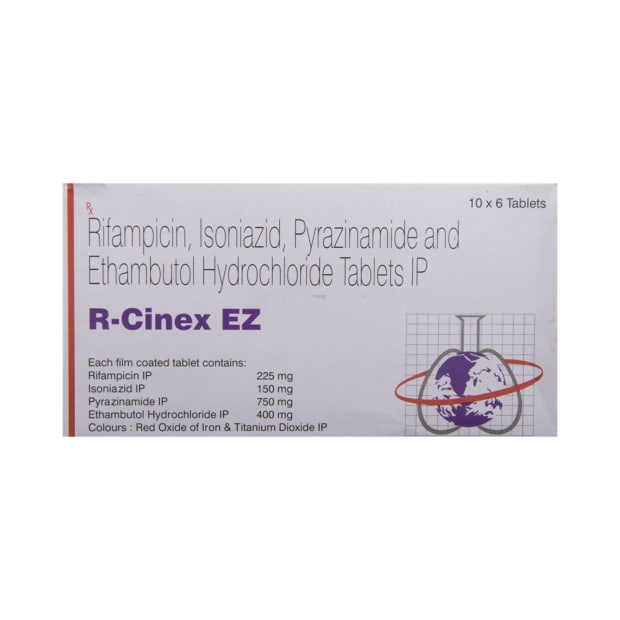 10 x 6 Tablets
Rx
Rifampicin, Isoniazid, Pyrazinamide and
Ethambutol Hydrochloride Tablets IP
R-Cinex EZ
Each film coated tablet contains:
Rifampicin IP 225 mg
Isoniazid IP 150 mg
Pyrazinamide IP 750 mg
Ethambutol Hydrochloride IP 400 mg
Colours : Red Oxide of Iron & Titanium Dioxide IP